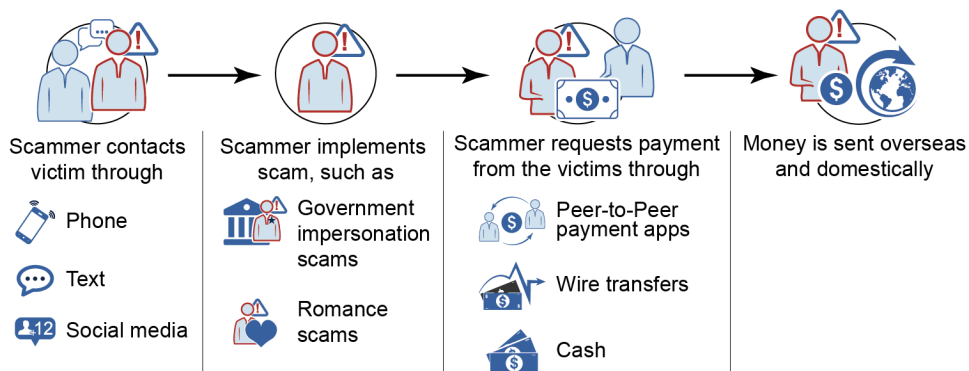 Scammer contacts
victim through
Phone
Text
+12
Social media
Scammer implements
scam, such as
Government
impersonation
scams
Romance
scams
Scammer requests payment
from the victims through
$
Peer-to-Peer
payment apps
$
Wire transfers
$
Cash
$
Money is sent overseas
and domestically
$